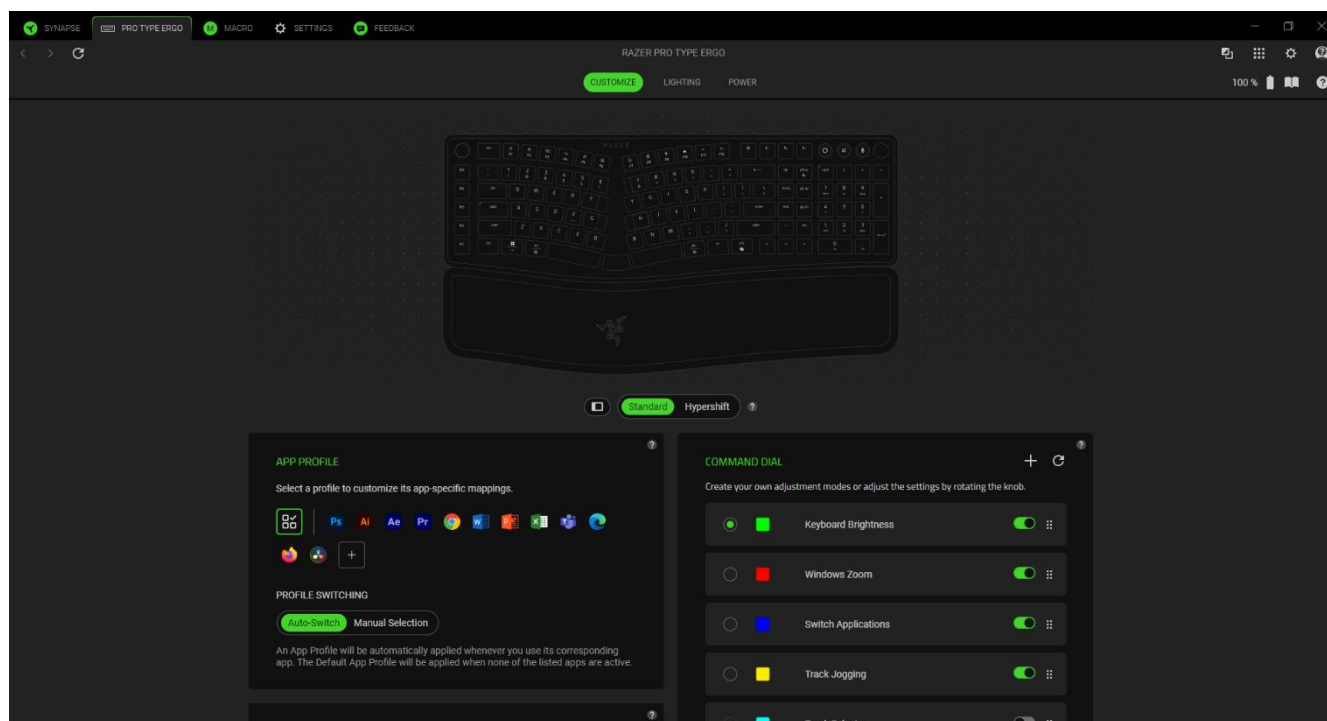 SYNAPSE PRO TYPE ERGO M MACRO SETTINGS FEEDBACK
RAZER PRO TYPE ERGO
CUSTOMIZE LIGHTING POWER 100 %
RAZER
Standard Hypershift ?
APP PROFILE
Select a profile to customize its app-specific mappings.
Ps Ai Ae Pr
PROFILE SWITCHING
Auto-Switch Manual Selection
An App Profile will be automatically applied whenever you use its corresponding
app. The Default App Profile will be applied when none of the listed apps are active.
COMMAND DIAL
Create your own adjustment modes or adjust the settings by rotating the knob.
Keyboard Brightness
Windows Zoom
Switch Applications
Track Jogging